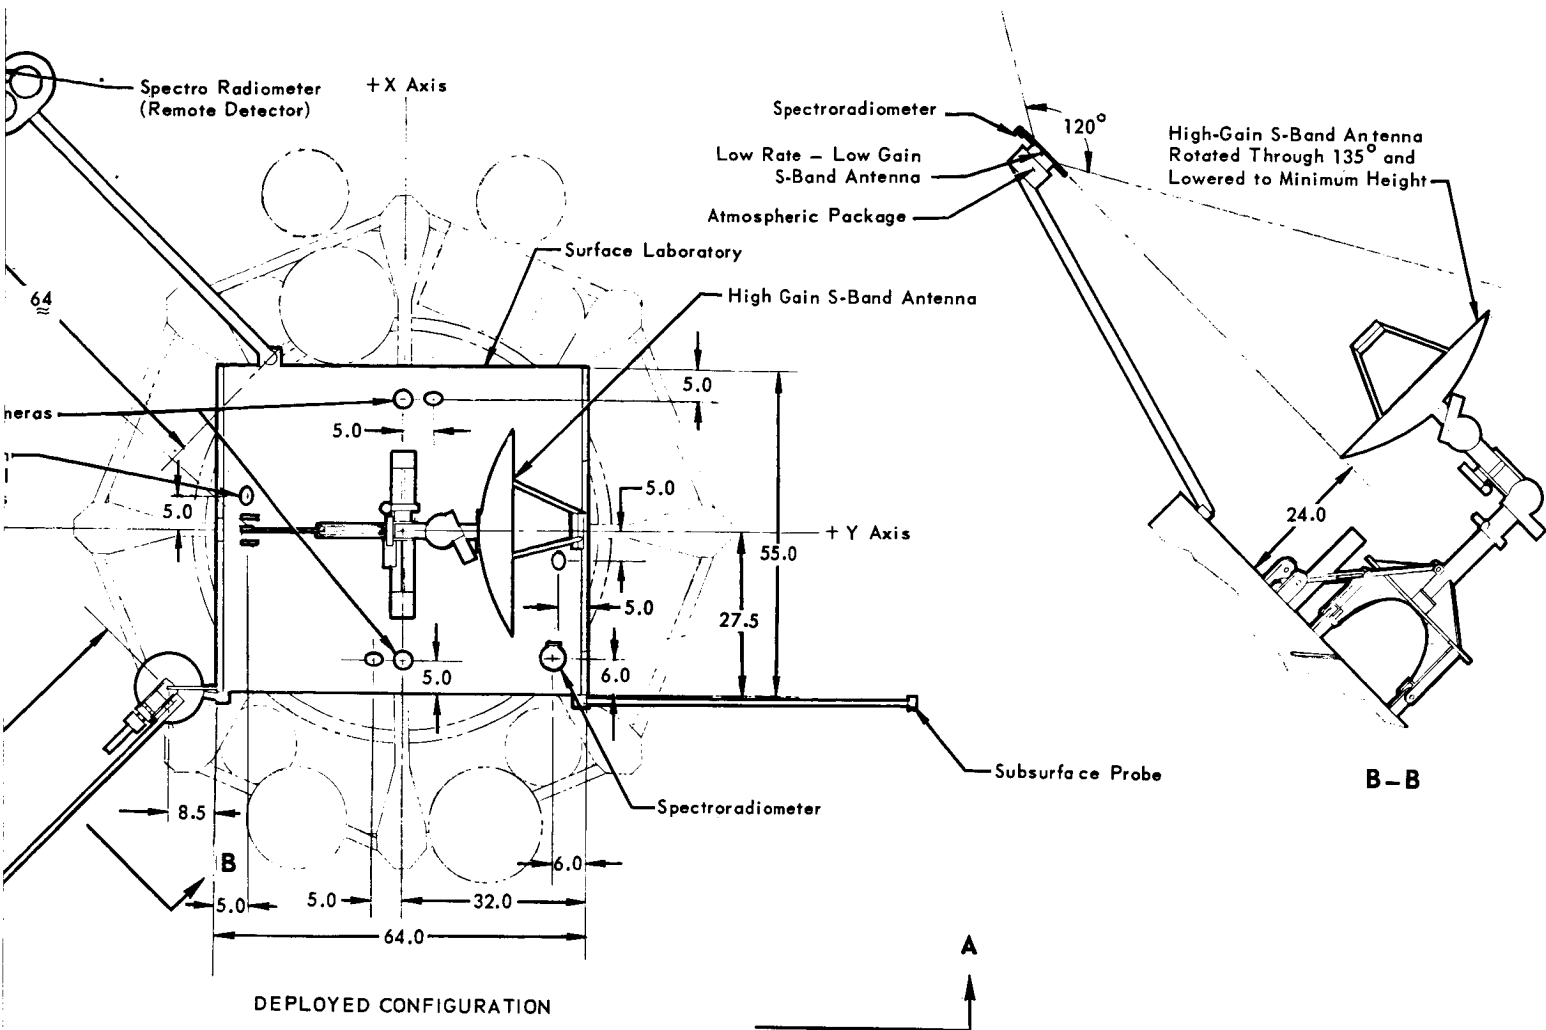 Spectro Radiometer
(Remote Detector)
+X Axis
Spectroradiometer
120°
High-Gain S-Band Antenna
Rotated Through 135° and
Lowered to Minimum Height
Low Rate – Low Gain
S-Band Antenna
Atmospheric Package
Surface Laboratory
64
High Gain S-Band Antenna
5.0
5.0
5.0
5.0
+Y Axis
24.0
55.0
5.0
27.5
5.0
6.0
Subsurface Probe
B–B
8.5
Spectroradiometer
B
6.0
5.0
5.0
32.0
64.0
A
DEPLOYED CONFIGURATION